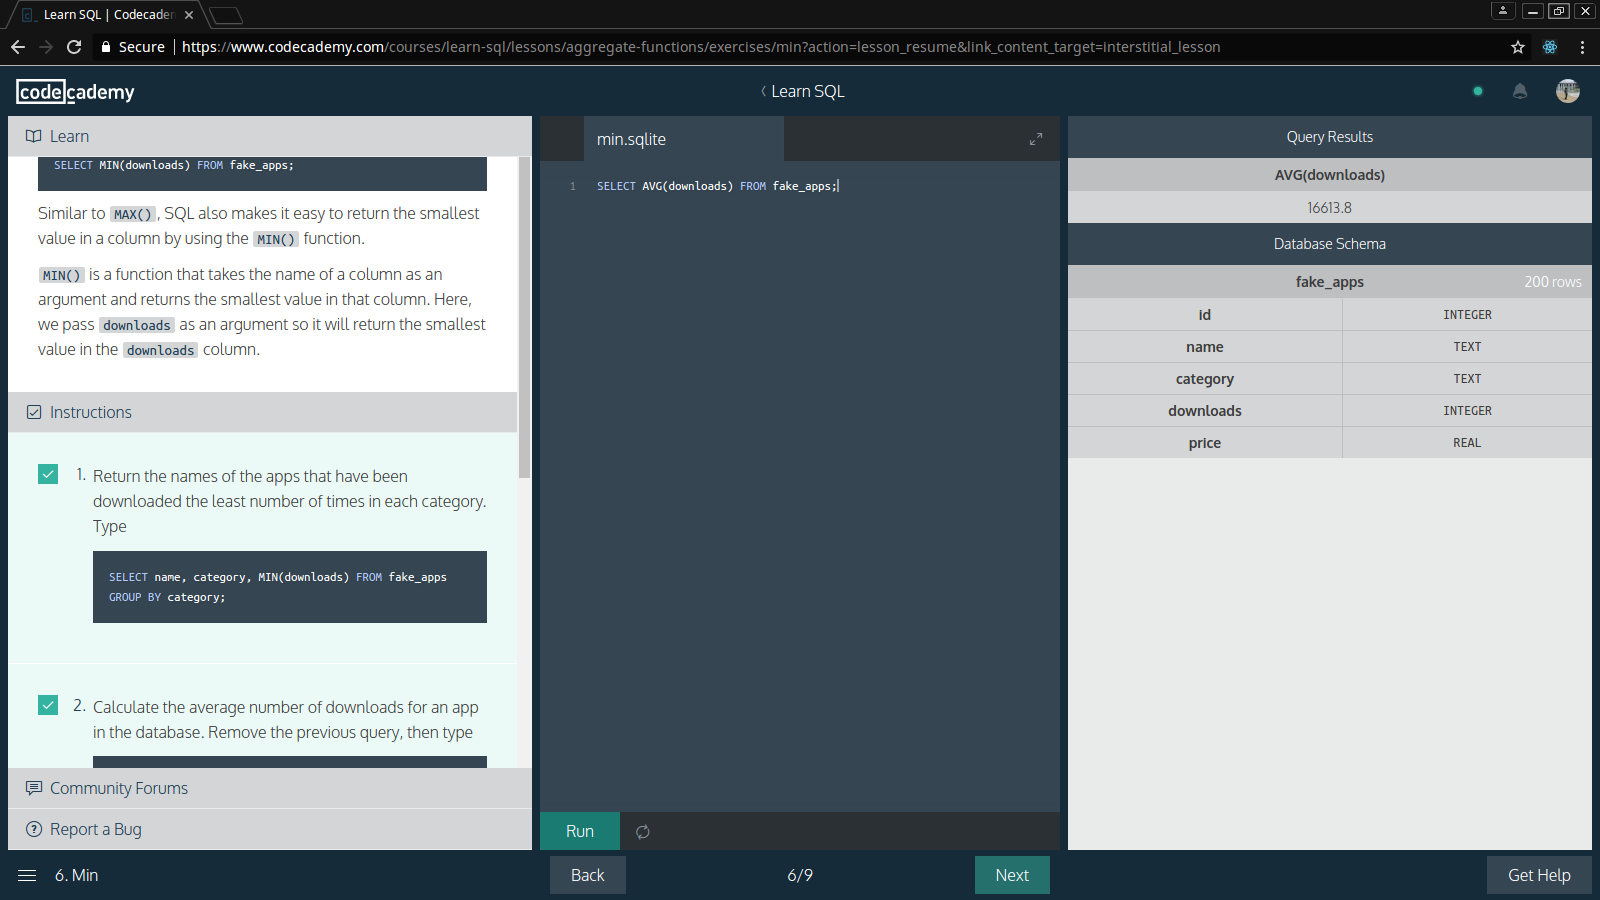 Learn SQL | Codecader
Secure
https://www.codecademy.com/courses/learn-sql/lessons/aggregate-functions/exercises/min?action=lesson_resume&link_content_target=interstitial_lesson
codecademy
Learn SQL
Learn
SELECT MIN(downloads) FROM fake_apps;
Similar to MAX(), SQL also makes it easy to return the smallest
value in a column by using the MIN() function.
MIN() is a function that takes the name of a column as an
argument and returns the smallest value in that column. Here,
we pass downloads as an argument so it will return the smallest
value in the downloads column.
Instructions
1. Return the names of the apps that have been
downloaded the least number of times in each category.
Type
SELECT name, category, MIN(downloads) FROM fake_apps
GROUP BY category;
2. Calculate the average number of downloads for an app
in the database. Remove the previous query, then type
Community Forums
Report a Bug
6. Min
min.sqlite
1 SELECT AVG(downloads) FROM fake_apps;
Run
Back
6/9
Next
Query Results
AVG(downloads)
16613.8
Database Schema
fake_apps 200 rows
id INTEGER
name TEXT
category TEXT
downloads INTEGER
price REAL
Get Help